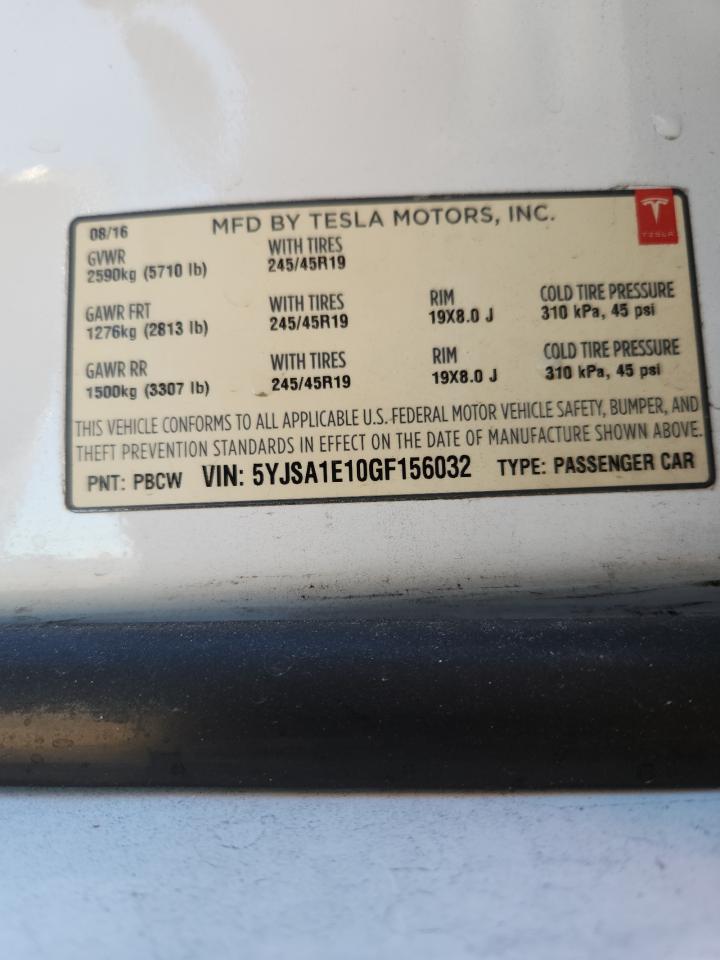 08/16 MFD BY TESLA MOTORS, INC.
TESLA
GVWR WITH TIRES
2590kg (5710 lb) 245/45R19
GAWR FRT WITH TIRES RIM COLD TIRE PRESSURE
1276kg (2813 lb) 245/45R19 19X8.0 J 310 kPa, 45 psi
GAWR RR WITH TIRES RIM COLD TIRE PRESSURE
1500kg (3307 lb) 245/45R19 19X8.0 J 310 kPa, 45 psi
THIS VEHICLE CONFORMS TO ALL APPLICABLE U.S. FEDERAL MOTOR VEHICLE SAFETY, BUMPER, AND
THEFT PREVENTION STANDARDS IN EFFECT ON THE DATE OF MANUFACTURE SHOWN ABOVE.
PNT: PBCW VIN: 5YJSA1E10GF156032 TYPE: PASSENGER CAR